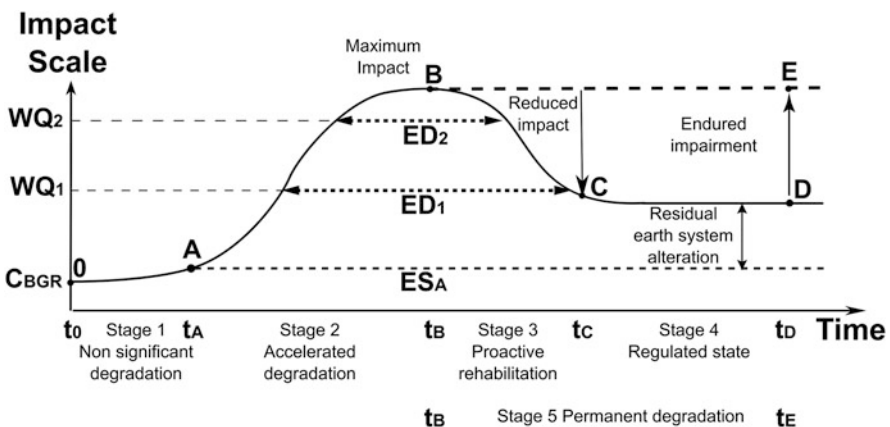 Impact
Scale
Maximum
Impact
B
E
WQ2
Reduced
impact
ED2
Endured
impairment
WQ1
C
D
ED1
Residual
earth system
alteration
A
0
CBGR
ESA
t0 Stage 1 tA Stage 2 tB Stage 3 tC Stage 4 tD Time
Non significant Accelerated Proactive Regulated state
degradation degradation rehabilitation
tB Stage 5 Permanent degradation tE